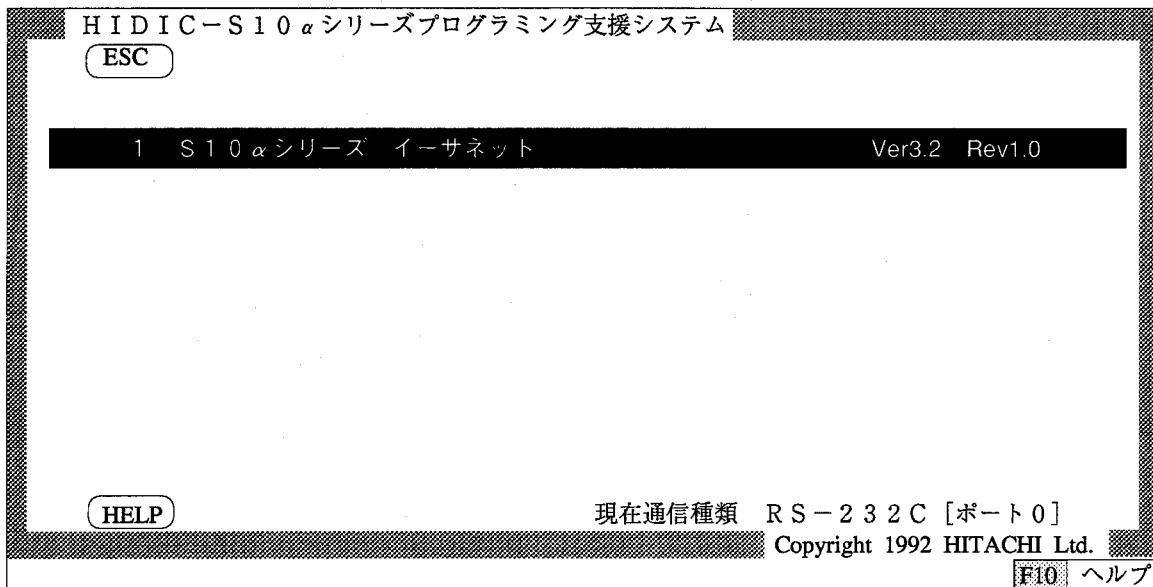 HIDIC−S10αシリーズプログラミング支援システム
ESC
1 S10αシリーズ イーサネット Ver3.2 Rev1.0
HELP 現在通信種類 RS−232C [ポート0]
Copyright 1992 HITACHI Ltd.
F10 ヘルプ